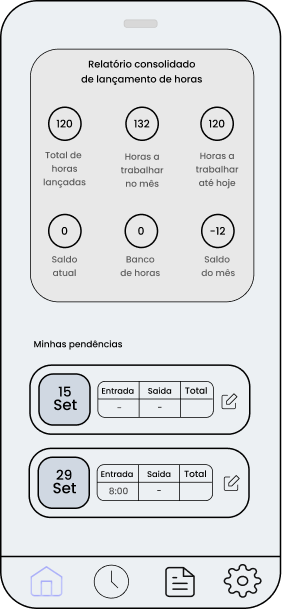 Relatório consolidado
de lançamento de horas
120 132 120
Total de Horas a Horas a
horas trabalhar trabalhar
lançadas no mês até hoje
0 0 -12
Saldo Banco Saldo
atual de horas do mês
Minhas pendências
15 Entrada Saida Total
Set - -
29 Entrada Saida Total
Set 8:00 -